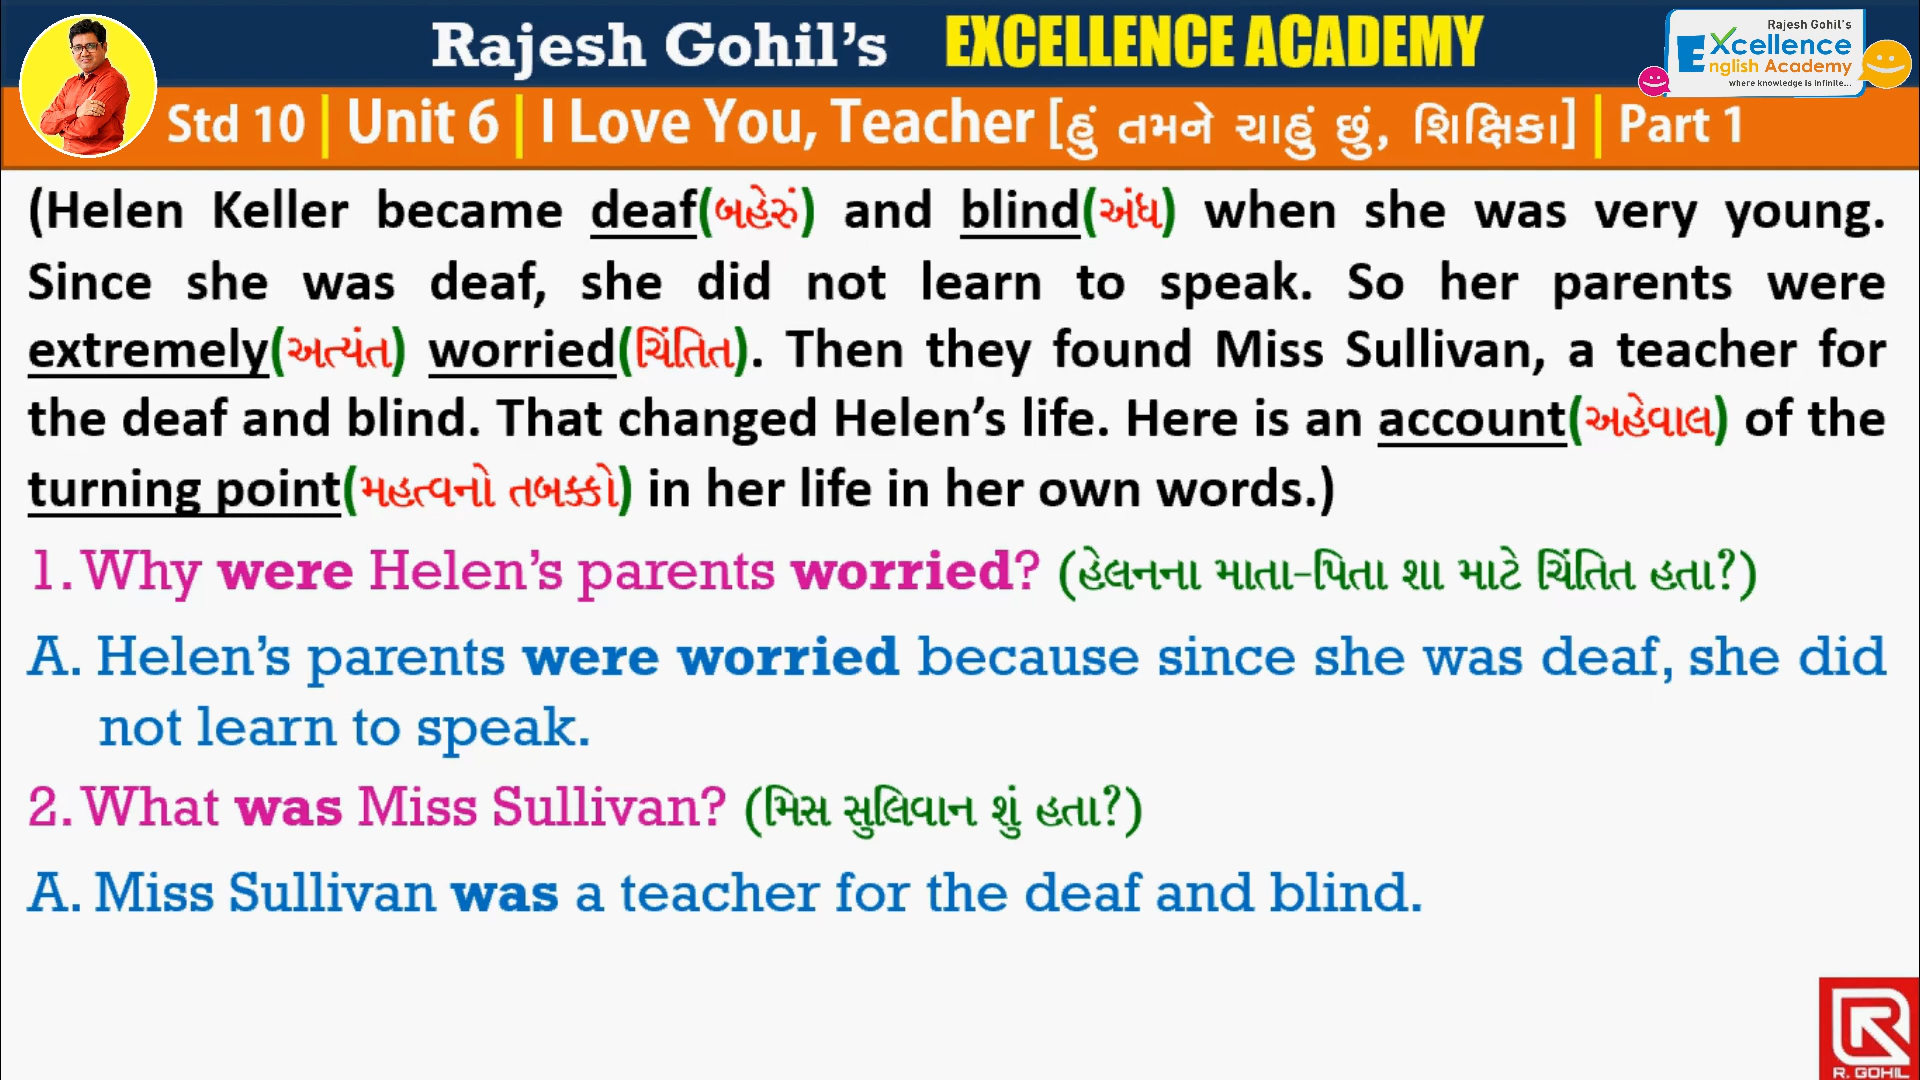 Rajesh Gohil's EXCELLENCE ACADEMY
Rajesh Gohil's
Excellence
English Academy
where knowledge is infinite...
Std 10 | Unit 6 | I Love You, Teacher [હું તમને ચાહું છું, શિક્ષિકા] | Part 1
(Helen Keller became deaf(બહેરું) and blind(અંધ) when she was very young.
Since she was deaf, she did not learn to speak. So her parents were
extremely(અત્યંત) worried(ચિંતિત). Then they found Miss Sullivan, a teacher for
the deaf and blind. That changed Helen's life. Here is an account(અહેવાલ) of the
turning point(મહત્વનો તબક્કો) in her life in her own words.)
1. Why were Helen's parents worried? (હેલનના માતા-પિતા શા માટે ચિંતિત હતા?)
A. Helen's parents were worried because since she was deaf, she did
not learn to speak.
2. What was Miss Sullivan? (મિસ સુલિવાન શું હતા?)
A. Miss Sullivan was a teacher for the deaf and blind.
R. GOHIL